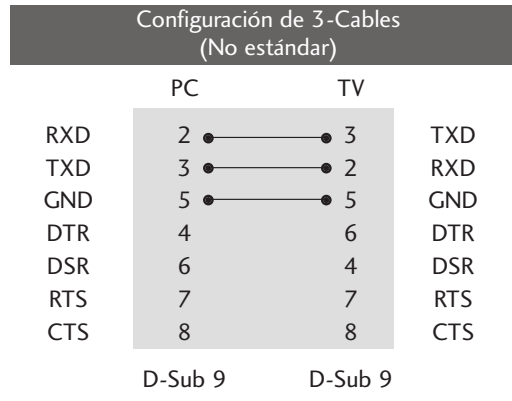 Configuración de 3-Cables
(No estándar)
PC TV
RXD 2 3 TXD
TXD 3 2 RXD
GND 5 5 GND
DTR 4 6 DTR
DSR 6 4 DSR
RTS 7 7 RTS
CTS 8 8 CTS
D-Sub 9 D-Sub 9